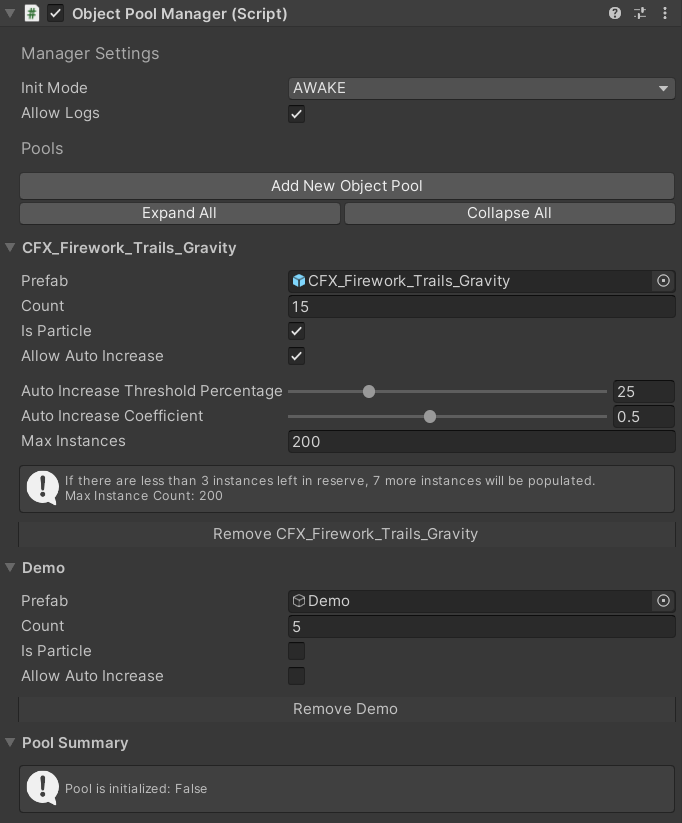 Object Pool Manager (Script)
Manager Settings
Init Mode AWAKE
Allow Logs
Pools
Add New Object Pool
Expand All Collapse All
CFX_Firework_Trails_Gravity
Prefab CFX_Firework_Trails_Gravity
Count 15
Is Particle
Allow Auto Increase
Auto Increase Threshold Percentage 25
Auto Increase Coefficient 0.5
Max Instances 200
If there are less than 3 instances left in reserve, 7 more instances will be populated.
Max Instance Count: 200
Remove CFX_Firework_Trails_Gravity
Demo
Prefab Demo
Count 5
Is Particle
Allow Auto Increase
Remove Demo
Pool Summary
Pool is initialized: False